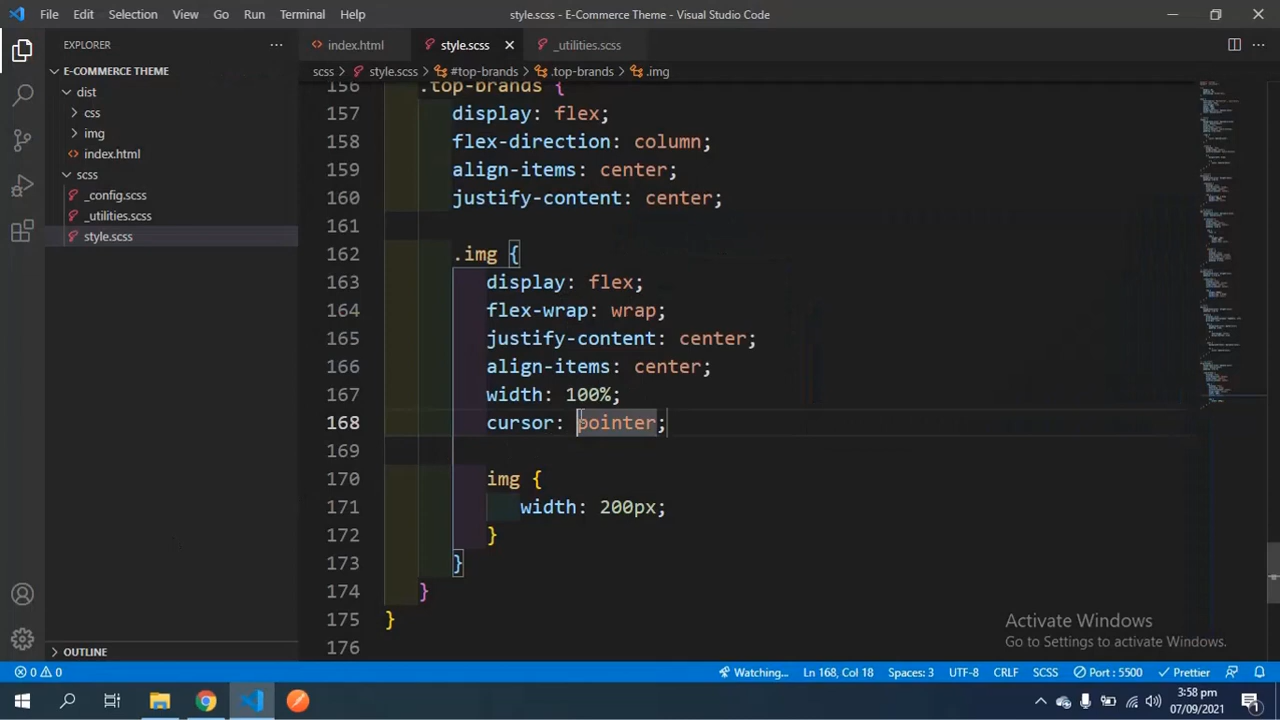 File Edit Selection View Go Run Terminal Help
style.scss - E-Commerce Theme - Visual Studio Code
EXPLORER
index.html style.scss _utilities.scss
E-COMMERCE THEME
scss > style.scss > #top-brands > .top-brands > .img
dist
css
img
index.html
scss
_config.scss
_utilities.scss
style.scss
156 .top-brands {
157 display: flex;
158 flex-direction: column;
159 align-items: center;
160 justify-content: center;
161
162 .img {
163 display: flex;
164 flex-wrap: wrap;
165 justify-content: center;
166 align-items: center;
167 width: 100%;
168 cursor: pointer;
169
170 img {
171 width: 200px;
172 }
173 }
174 }
175 }
176
Activate Windows
Go to Settings to activate Windows.
OUTLINE
0 0 Watching... Ln 168, Col 18 Spaces: 3 UTF-8 CRLF SCSS Port : 5500 Prettier
3:58 pm
07/09/2021
1